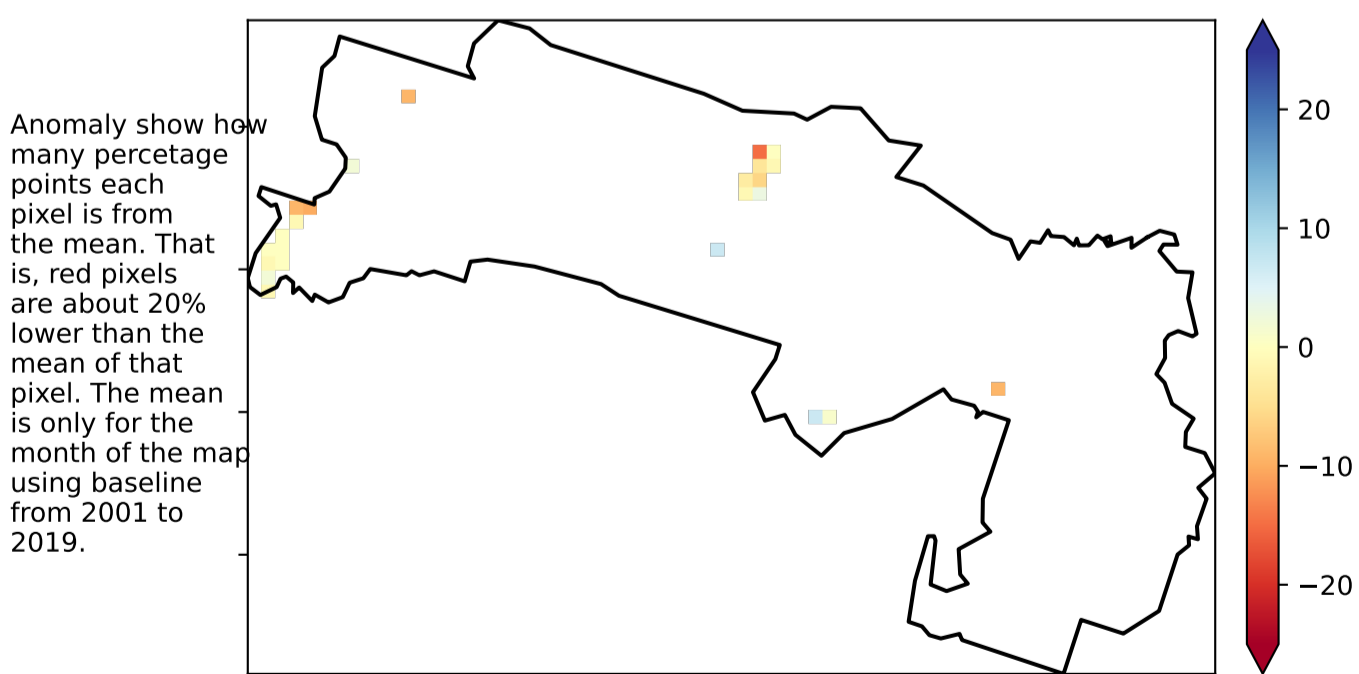 Anomaly show how
many percetage
points each
pixel is from
the mean. That
is, red pixels
are about 20%
lower than the
mean of that
pixel. The mean
is only for the
month of the map
using baseline
from 2001 to
2019.
20
10
0
−10
−20